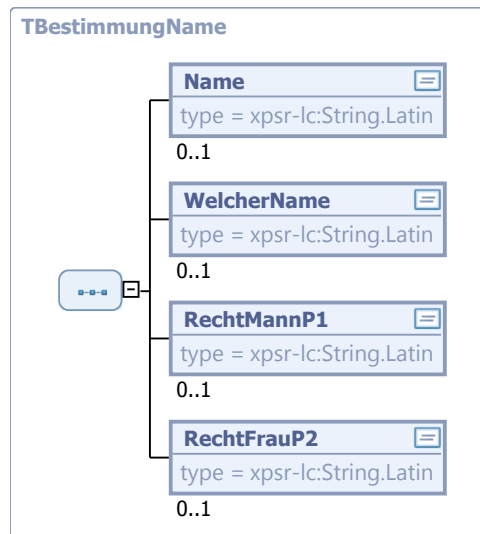 TBestimmungName
Name
type = xpsr-lc:String.Latin
0..1
WelcherName
type = xpsr-lc:String.Latin
0..1
RechtMannP1
type = xpsr-lc:String.Latin
0..1
RechtFrauP2
type = xpsr-lc:String.Latin
0..1